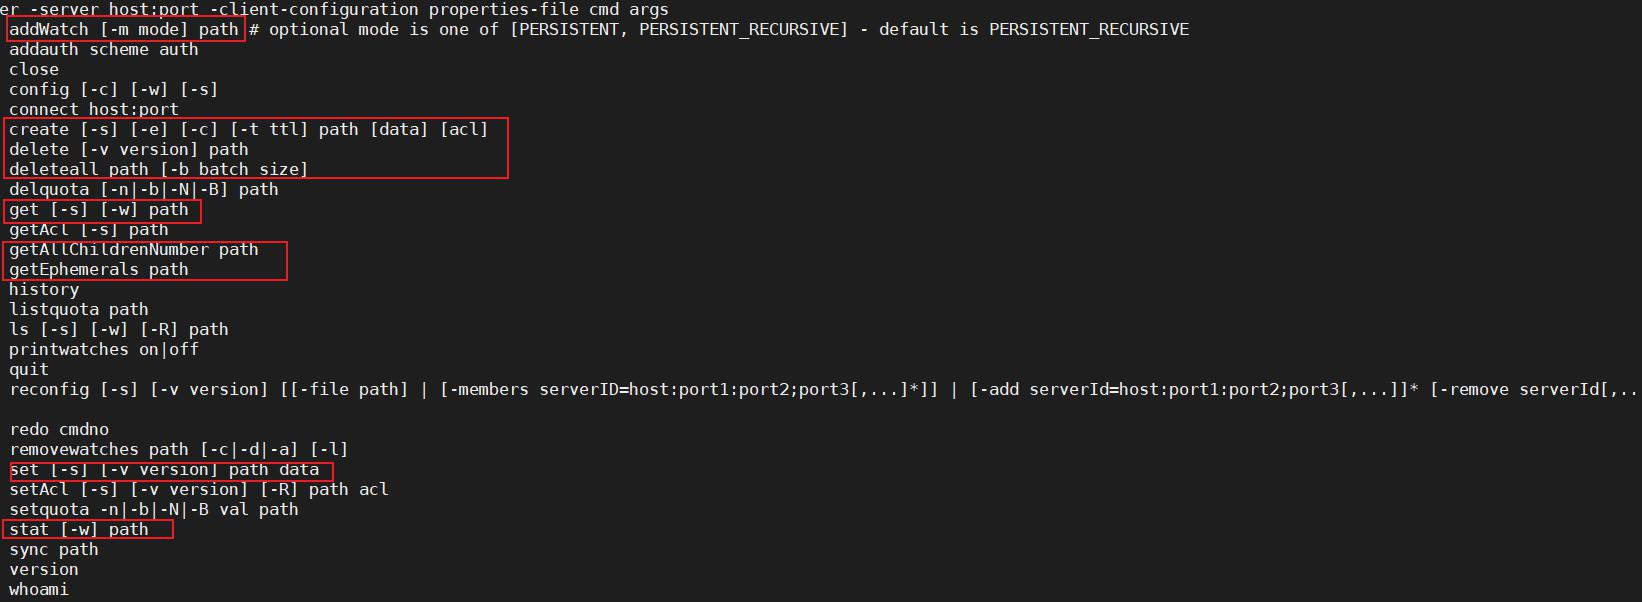 er -server host:port -client-configuration properties-file cmd args
addWatch [-m mode] path # optional mode is one of [PERSISTENT, PERSISTENT_RECURSIVE] - default is PERSISTENT_RECURSIVE
addauth scheme auth
close
config [-c] [-w] [-s]
connect host:port
create [-s] [-e] [-c] [-t ttl] path [data] [acl]
delete [-v version] path
deleteall path [-b batch size]
delquota [-n|-b|-N|-B] path
get [-s] [-w] path
getAcl [-s] path
getAllChildrenNumber path
getEphemerals path
history
listquota path
ls [-s] [-w] [-R] path
printwatches on|off
quit
reconfig [-s] [-v version] [[-file path] | [-members serverID=host:port1:port2;port3[,...]*]] | [-add serverId=host:port1:port2;port3[,...]]* [-remove serverId[,...
redo cmdno
removewatches path [-c|-d|-a] [-l]
set [-s] [-v version] path data
setAcl [-s] [-v version] [-R] path acl
setquota -n|-b|-N|-B val path
stat [-w] path
sync path
version
whoami